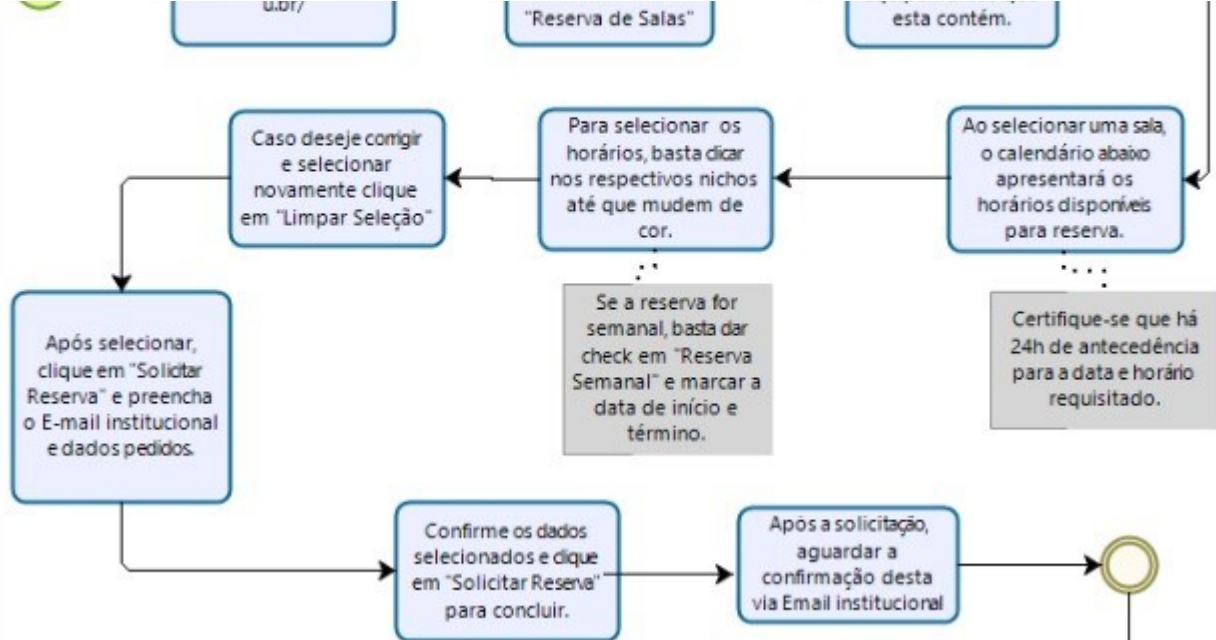 u.br/
"Reserva de Salas"
esta contém.
Caso deseje corrigir
e selecionar
novamente clique
em "Limpar Seleção"
Para selecionar os
horários, basta clicar
nos respectivos nichos
até que mudem de
cor.
Ao selecionar uma sala,
o calendário abaixo
apresentará os
horários disponíveis
para reserva.
Se a reserva for
semanal, basta dar
check em "Reserva
Semanal" e marcar a
data de início e
término.
Certifique-se que há
24h de antecedência
para a data e horário
requisitado.
Após selecionar,
clique em "Solicitar
Reserva" e preencha
o E-mail institucional
e dados pedidos.
Confirme os dados
selecionados e clique
em "Solicitar Reserva"
para concluir.
Após a solicitação,
aguardar a
confirmação desta
via Email institucional